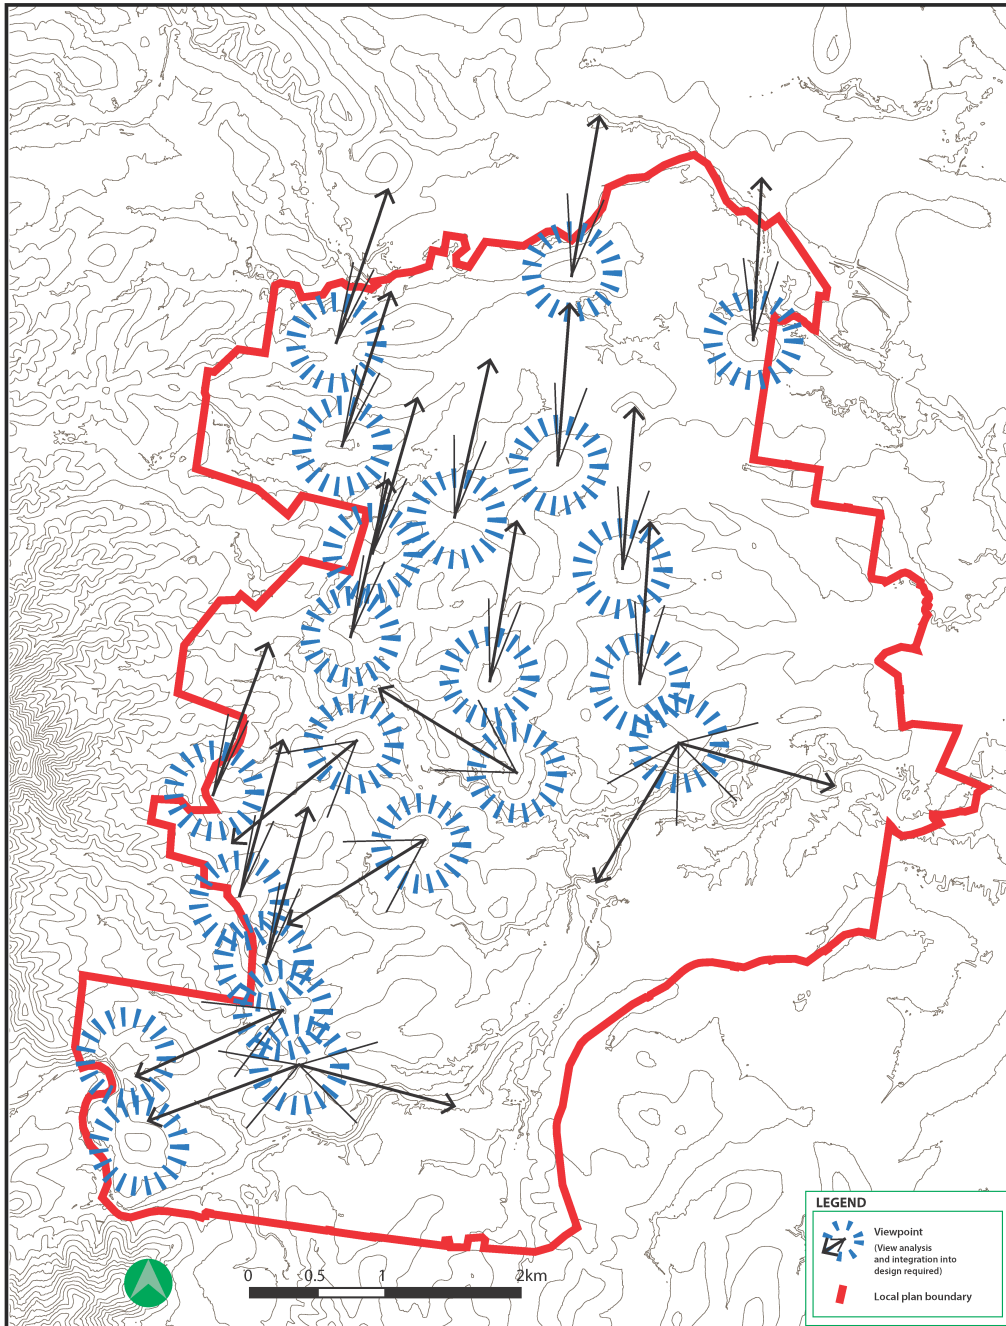 LEGEND
Viewpoint
(View analysis
and integration into
design required)
Local plan boundary
0 0.5 1 2km